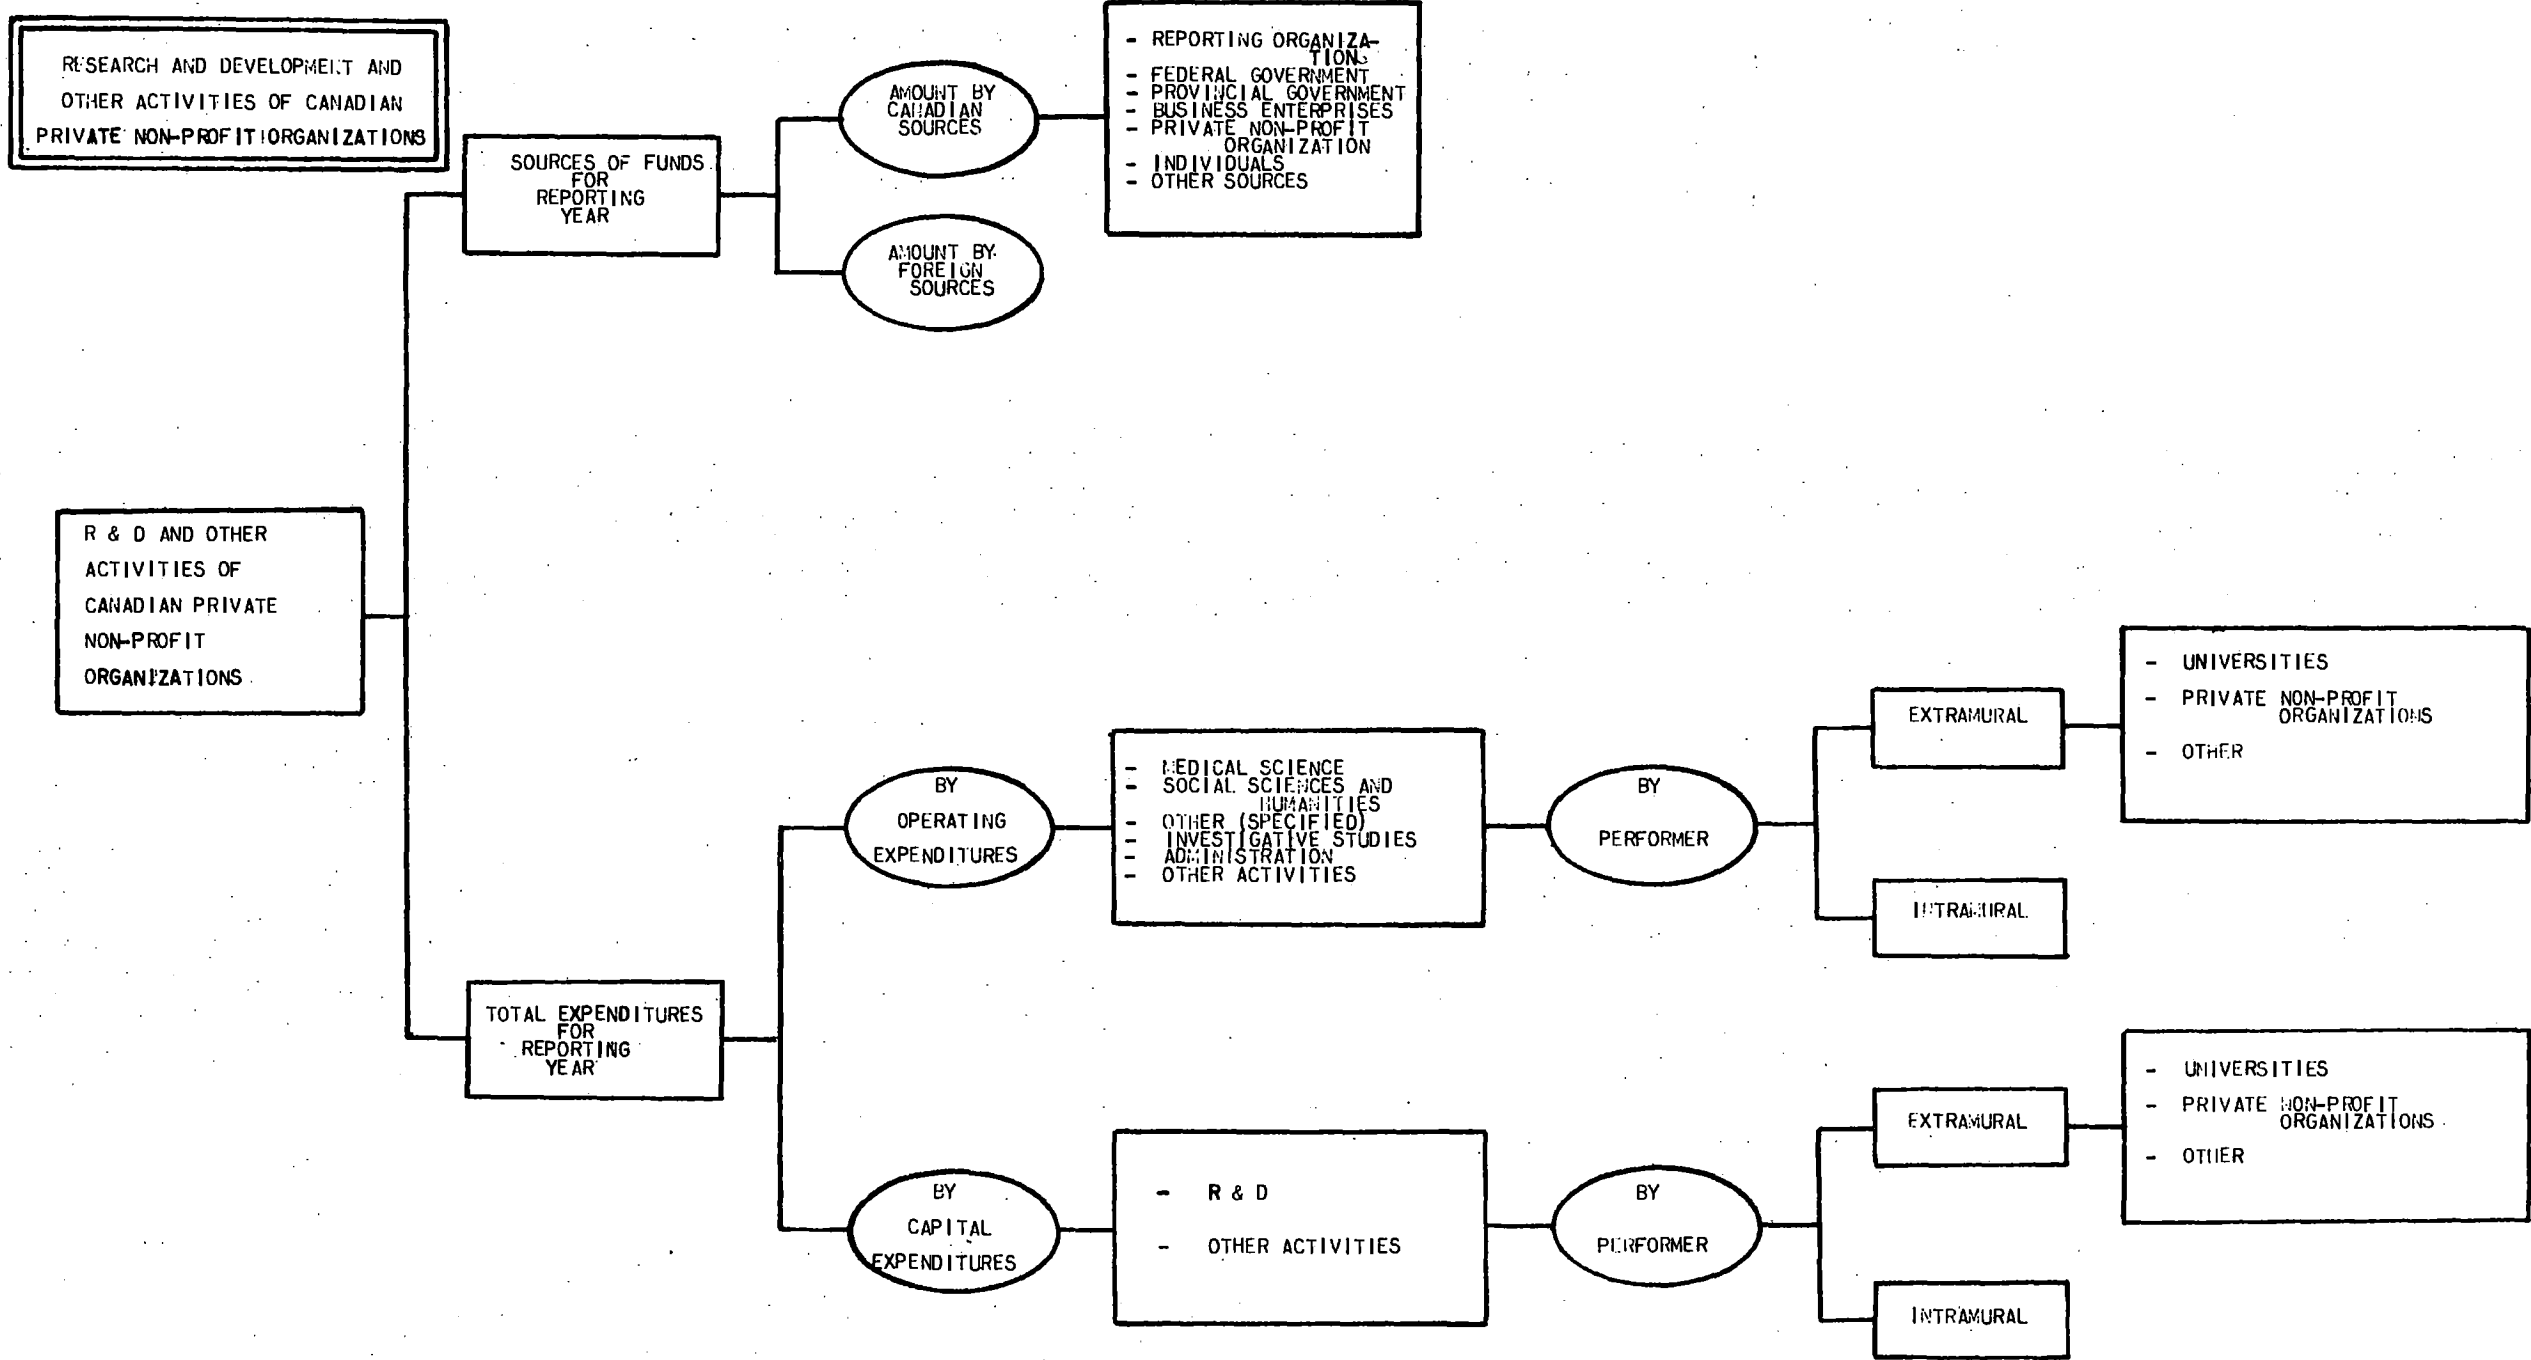 RESEARCH AND DEVELOPMENT AND
OTHER ACTIVITIES OF CANADIAN
PRIVATE NON-PROFIT ORGANIZATIONS
SOURCES OF FUNDS
FOR
REPORTING
YEAR
AMOUNT BY
CANADIAN
SOURCES
- REPORTING ORGANIZA-
TION
- FEDERAL GOVERNMENT
- PROVINCIAL GOVERNMENT
- BUSINESS ENTERPRISES
- PRIVATE NON-PROFIT
ORGANIZATION
- INDIVIDUALS
- OTHER SOURCES
AMOUNT BY
FOREIGN
SOURCES
R & D AND OTHER
ACTIVITIES OF
CANADIAN PRIVATE
NON-PROFIT
ORGANIZATIONS
TOTAL EXPENDITURES
FOR
REPORTING
YEAR
BY
OPERATING
EXPENDITURES
- MEDICAL SCIENCE
- SOCIAL SCIENCES AND
HUMANITIES
- OTHER (SPECIFIED)
- INVESTIGATIVE STUDIES
- ADMINISTRATION
- OTHER ACTIVITIES
BY
PERFORMER
EXTRAMURAL
- UNIVERSITIES
- PRIVATE NON-PROFIT
ORGANIZATIONS
- OTHER
INTRAMURAL
BY
CAPITAL
EXPENDITURES
- R & D
- OTHER ACTIVITIES
BY
PERFORMER
EXTRAMURAL
- UNIVERSITIES
- PRIVATE NON-PROFIT
ORGANIZATIONS
- OTHER
INTRAMURAL